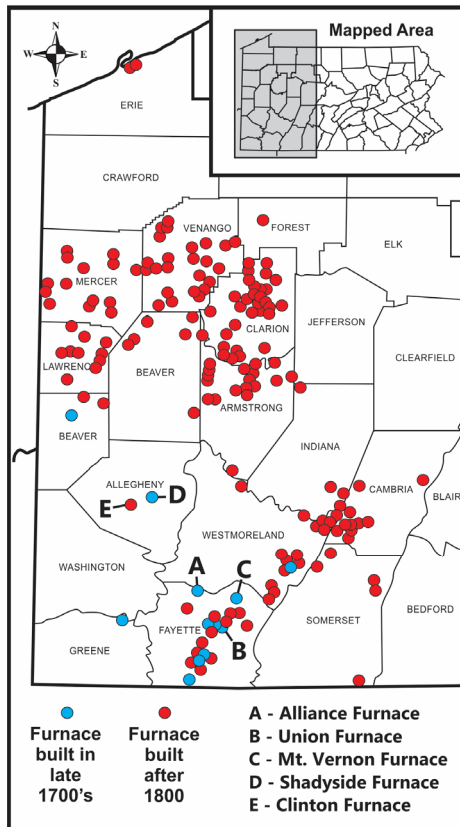 Mapped Area
N
W E
S
ERIE
CRAWFORD
VENANGO
FOREST
ELK
MERCER
JEFFERSON
CLARION
CLEARFIELD
LAWRENC
BEAVER
ARMSTRONG
BEAVER
INDIANA
ALLEGHENY
CAMBRIA
BLAIR
E
D
WESTMORELAND
WASHINGTON
A
C
FAYETTE
B
SOMERSET
BEDFORD
GREENE
Furnace
built in
late
1700's
Furnace
built
after
1800
A - Alliance Furnace
B - Union Furnace
C - Mt. Vernon Furnace
D - Shadyside Furnace
E - Clinton Furnace